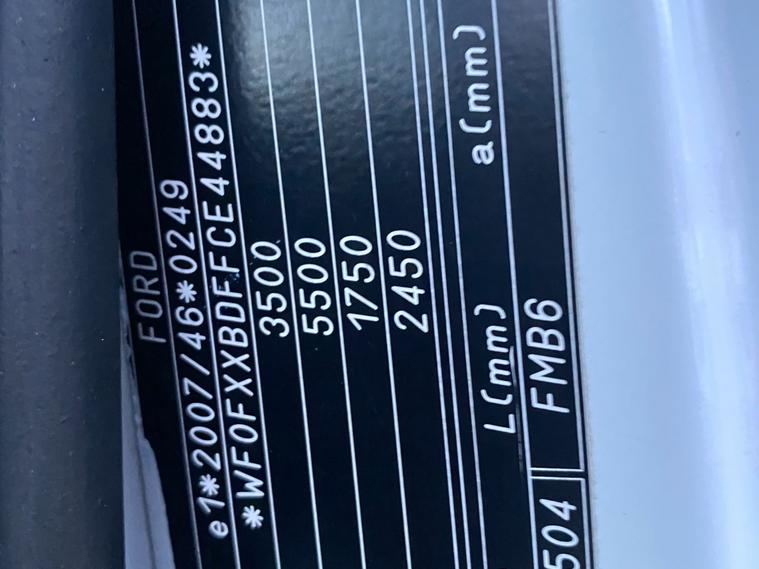 FORD
e1*2007/46*0249
*WF0FXXBDFFCE44883*
3500
5500
1750
2450
L(mm) a(mm)
504 FMB6